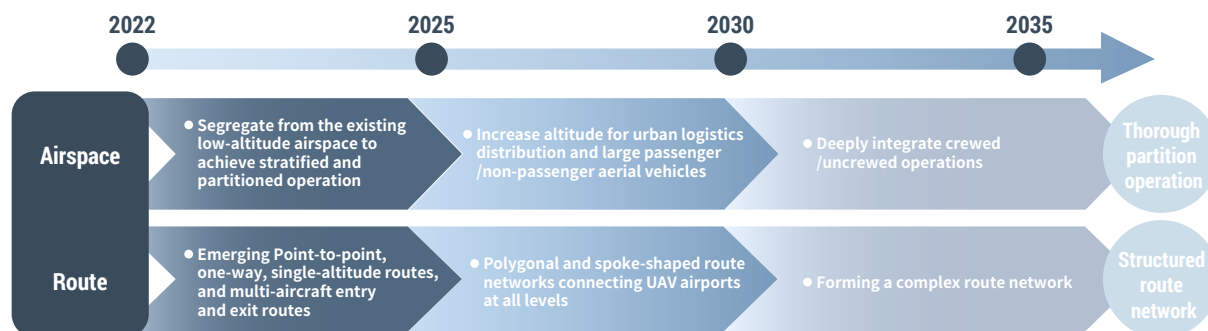 2022
2025
2030
2035
Airspace
● Segregate from the existing
low-altitude airspace to
achieve stratified and
partitioned operation
● Increase altitude for urban logistics
distribution and large passenger
/non-passenger aerial vehicles
● Deeply integrate crewed
/uncrewed operations
Thorough
partition
operation
Route
● Emerging Point-to-point,
one-way, single-altitude routes,
and multi-aircraft entry
and exit routes
● Polygonal and spoke-shaped route
networks connecting UAV airports
at all levels
● Forming a complex route network
Structured
route
network